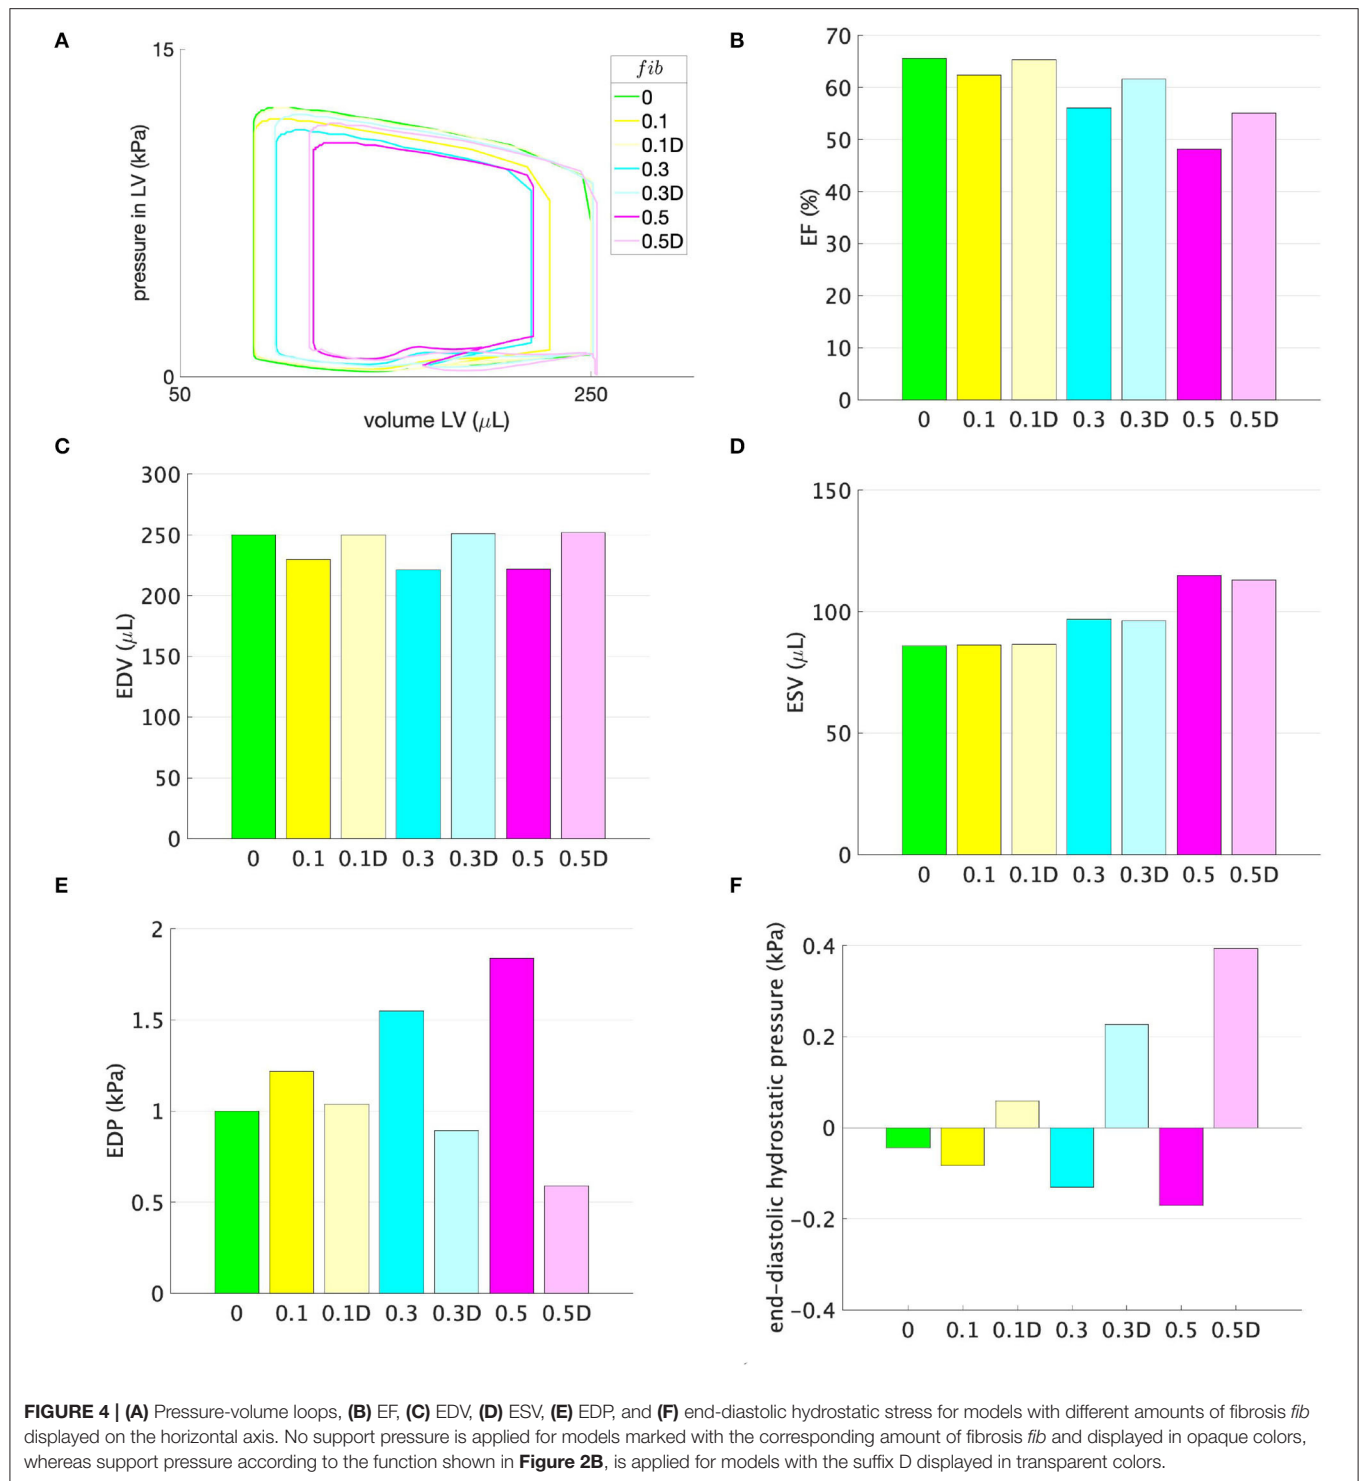 A
15
pressure in LV (kPa)
0
50
250
volume LV (μL)
fib
0
0.1
0.1D
0.3
0.3D
0.5
0.5D
B
70
60
50
40
30
20
10
0
EF (%)
0 0.1 0.1D 0.3 0.3D 0.5 0.5D
C
300
250
200
150
100
50
0
EDV (μL)
0 0.1 0.1D 0.3 0.3D 0.5 0.5D
D
150
100
50
0
ESV (μL)
0 0.1 0.1D 0.3 0.3D 0.5 0.5D
E
2
1.5
1
0.5
0
EDP (kPa)
0 0.1 0.1D 0.3 0.3D 0.5 0.5D
F
0.4
0.2
0
−0.2
−0.4
end-diastolic hydrostatic pressure (kPa)
0 0.1 0.1D 0.3 0.3D 0.5 0.5D
FIGURE 4 | (A) Pressure-volume loops, (B) EF, (C) EDV, (D) ESV, (E) EDP, and (F) end-diastolic hydrostatic stress for models with different amounts of fibrosis fib
displayed on the horizontal axis. No support pressure is applied for models marked with the corresponding amount of fibrosis fib and displayed in opaque colors,
whereas support pressure according to the function shown in Figure 2B, is applied for models with the suffix D displayed in transparent colors.